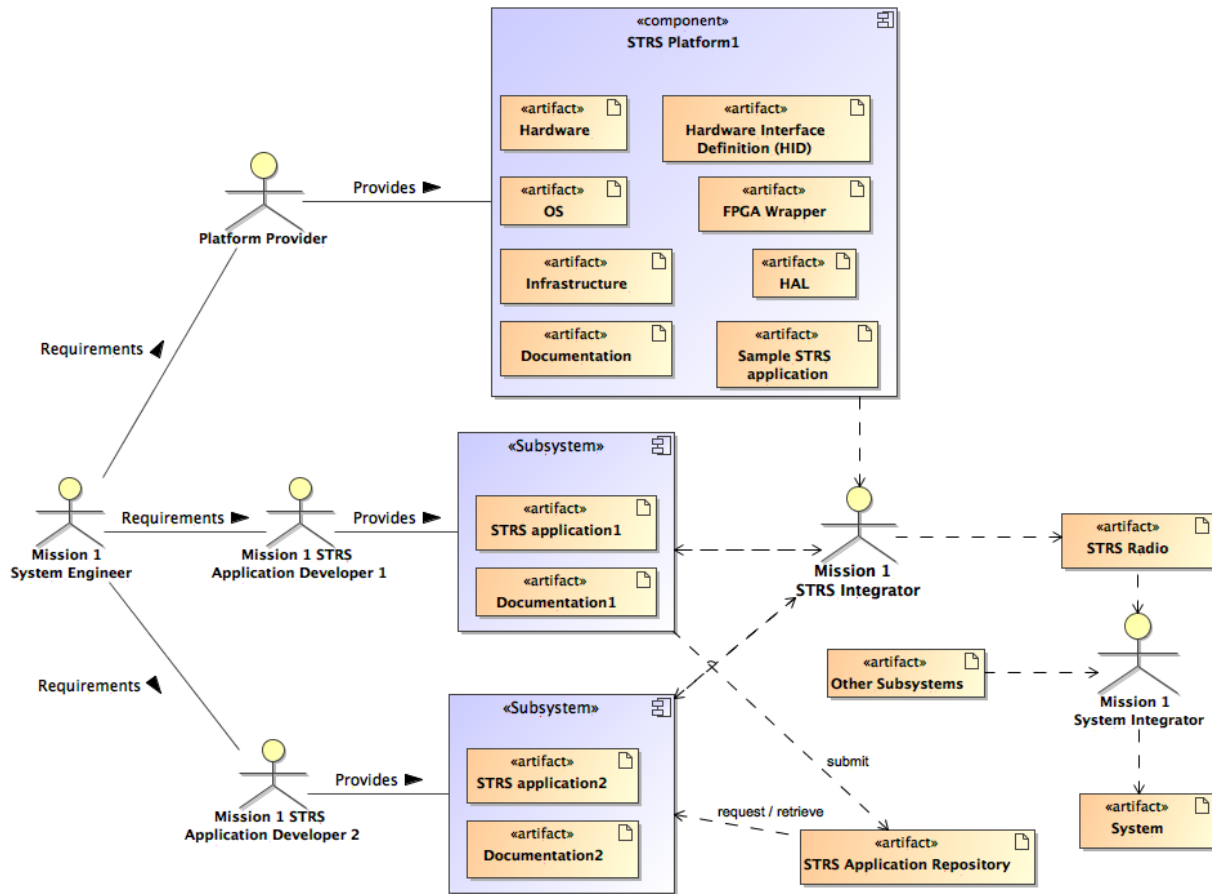 «component»
STRS Platform1
«artifact»
Hardware
«artifact»
Hardware Interface
Definition (HID)
«artifact»
OS
«artifact»
FPGA Wrapper
«artifact»
Infrastructure
«artifact»
HAL
«artifact»
Documentation
«artifact»
Sample STRS
application
Provides
Platform Provider
Requirements
«Subsystem»
«artifact»
STRS application1
«artifact»
Documentation1
Requirements
Provides
Mission 1
System Engineer
Mission 1 STRS
Application Developer 1
Mission 1
STRS Integrator
«artifact»
STRS Radio
«artifact»
Other Subsystems
Mission 1
System Integrator
Requirements
«Subsystem»
«artifact»
STRS application2
«artifact»
Documentation2
Provides
Mission 1 STRS
Application Developer 2
submit
request / retrieve
«artifact»
STRS Application Repository
«artifact»
System